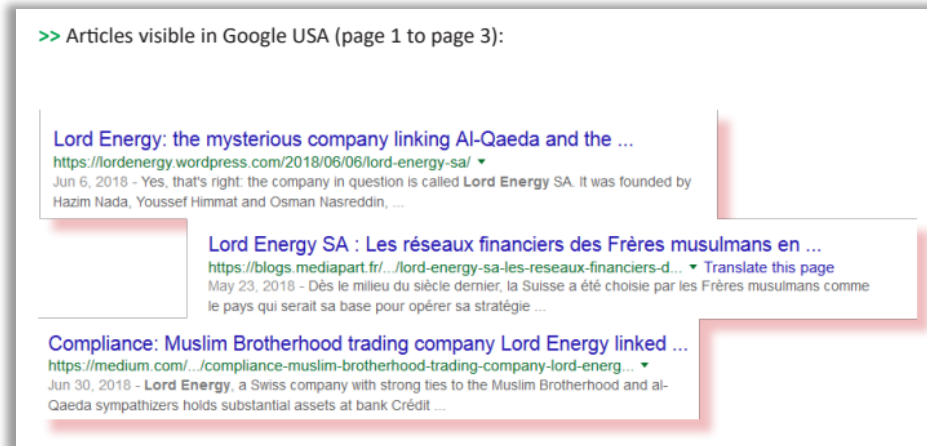 >> Articles visible in Google USA (page 1 to page 3):
Lord Energy: the mysterious company linking Al-Qaeda and the ...
https://lordenergy.wordpress.com/2018/06/06/lord-energy-sa/
Jun 6, 2018 - Yes, that's right: the company in question is called Lord Energy SA. It was founded by
Hazim Nada, Youssef Himmat and Osman Nasreddin, ...
Lord Energy SA : Les réseaux financiers des Frères musulmans en ...
https://blogs.mediapart.fr/.../lord-energy-sa-les-reseaux-financiers-d... Translate this page
May 23, 2018 - Dès le milieu du siècle dernier, la Suisse a été choisie par les Frères musulmans comme
le pays qui serait sa base pour opérer sa stratégie ...
Compliance: Muslim Brotherhood trading company Lord Energy linked ...
https://medium.com/.../compliance-muslim-brotherhood-trading-company-lord-energ...
Jun 30, 2018 - Lord Energy, a Swiss company with strong ties to the Muslim Brotherhood and al-
Qaeda sympathizers holds substantial assets at bank Crédit ...